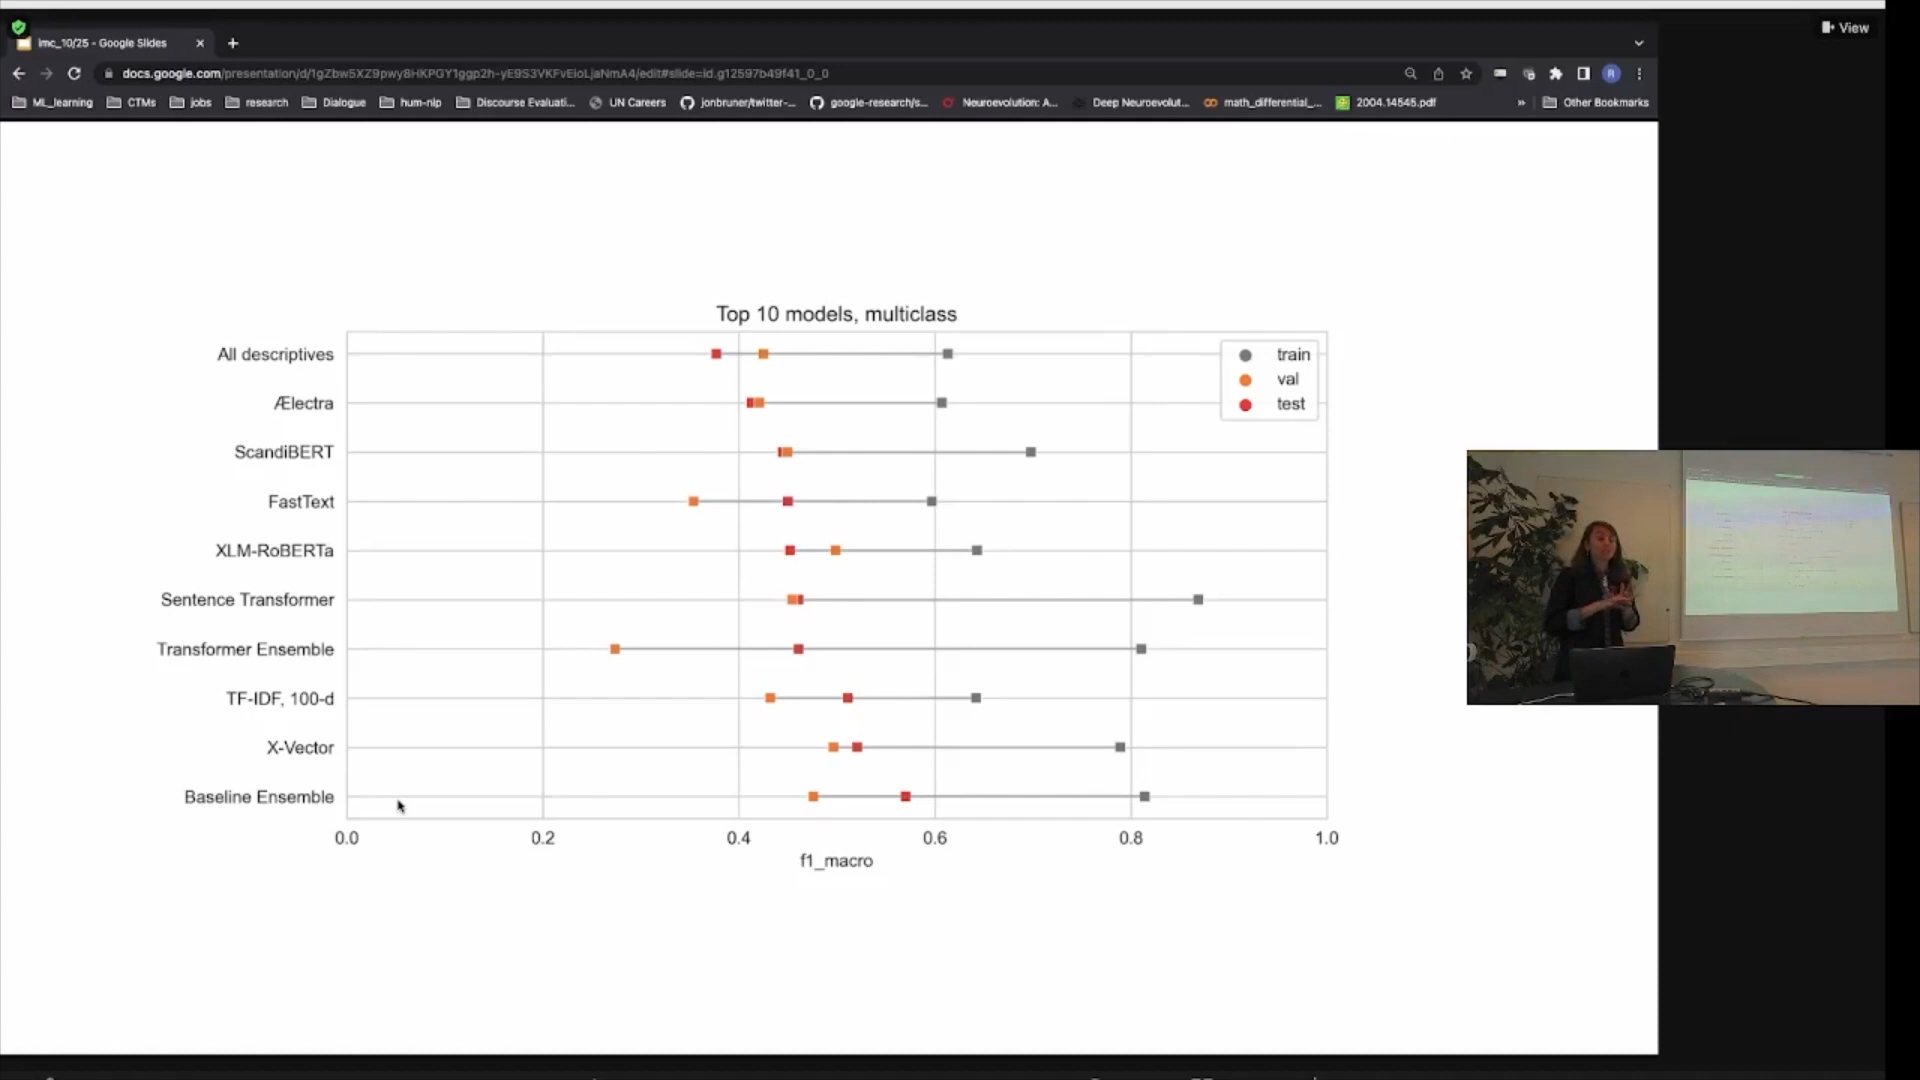 View
imc_10/25 - Google Slides
docs.google.com/presentation/d/1gZbw5XZ9pwy8HKPGY1ggp2h-yE9S3VKFvEioLjaNmA4/edit#slide=id.g12597b49f41_0_0
ML_learning CTMs jobs research Dialogue hum-nlp Discourse Evaluati... UN Careers jonbruner/twitter-... google-research/s... Neuroevolution: A... Deep Neuroevolut... math_differential_... 2004.14545.pdf » Other Bookmarks
Top 10 models, multiclass
train
val
test
All descriptives
Ælectra
ScandiBERT
FastText
XLM-RoBERTa
Sentence Transformer
Transformer Ensemble
TF-IDF, 100-d
X-Vector
Baseline Ensemble
0.0 0.2 0.4 0.6 0.8 1.0
f1_macro